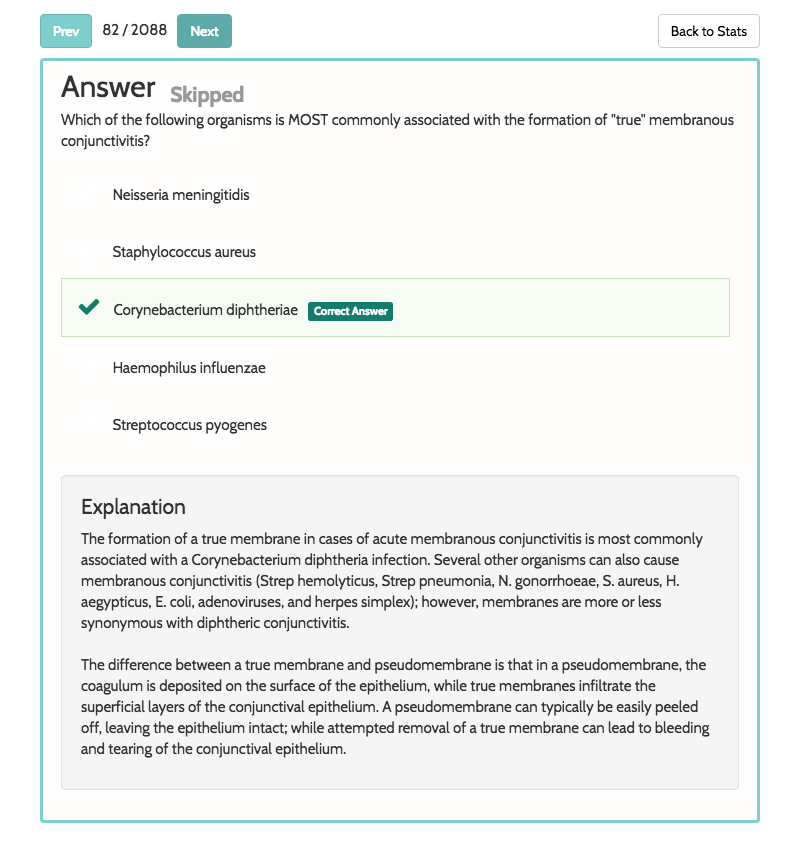 Prev 82 / 2088 Next Back to Stats
Answer Skipped
Which of the following organisms is MOST commonly associated with the formation of "true" membranous
conjunctivitis?
Neisseria meningitidis
Staphylococcus aureus
Corynebacterium diphtheriae Correct Answer
Haemophilus influenzae
Streptococcus pyogenes
Explanation
The formation of a true membrane in cases of acute membranous conjunctivitis is most commonly
associated with a Corynebacterium diphtheria infection. Several other organisms can also cause
membranous conjunctivitis (Strep hemolyticus, Strep pneumonia, N. gonorrhoeae, S. aureus, H.
aegypticus, E. coli, adenoviruses, and herpes simplex); however, membranes are more or less
synonymous with diphtheric conjunctivitis.
The difference between a true membrane and pseudomembrane is that in a pseudomembrane, the
coagulum is deposited on the surface of the epithelium, while true membranes infiltrate the
superficial layers of the conjunctival epithelium. A pseudomembrane can typically be easily peeled
off, leaving the epithelium intact; while attempted removal of a true membrane can lead to bleeding
and tearing of the conjunctival epithelium.